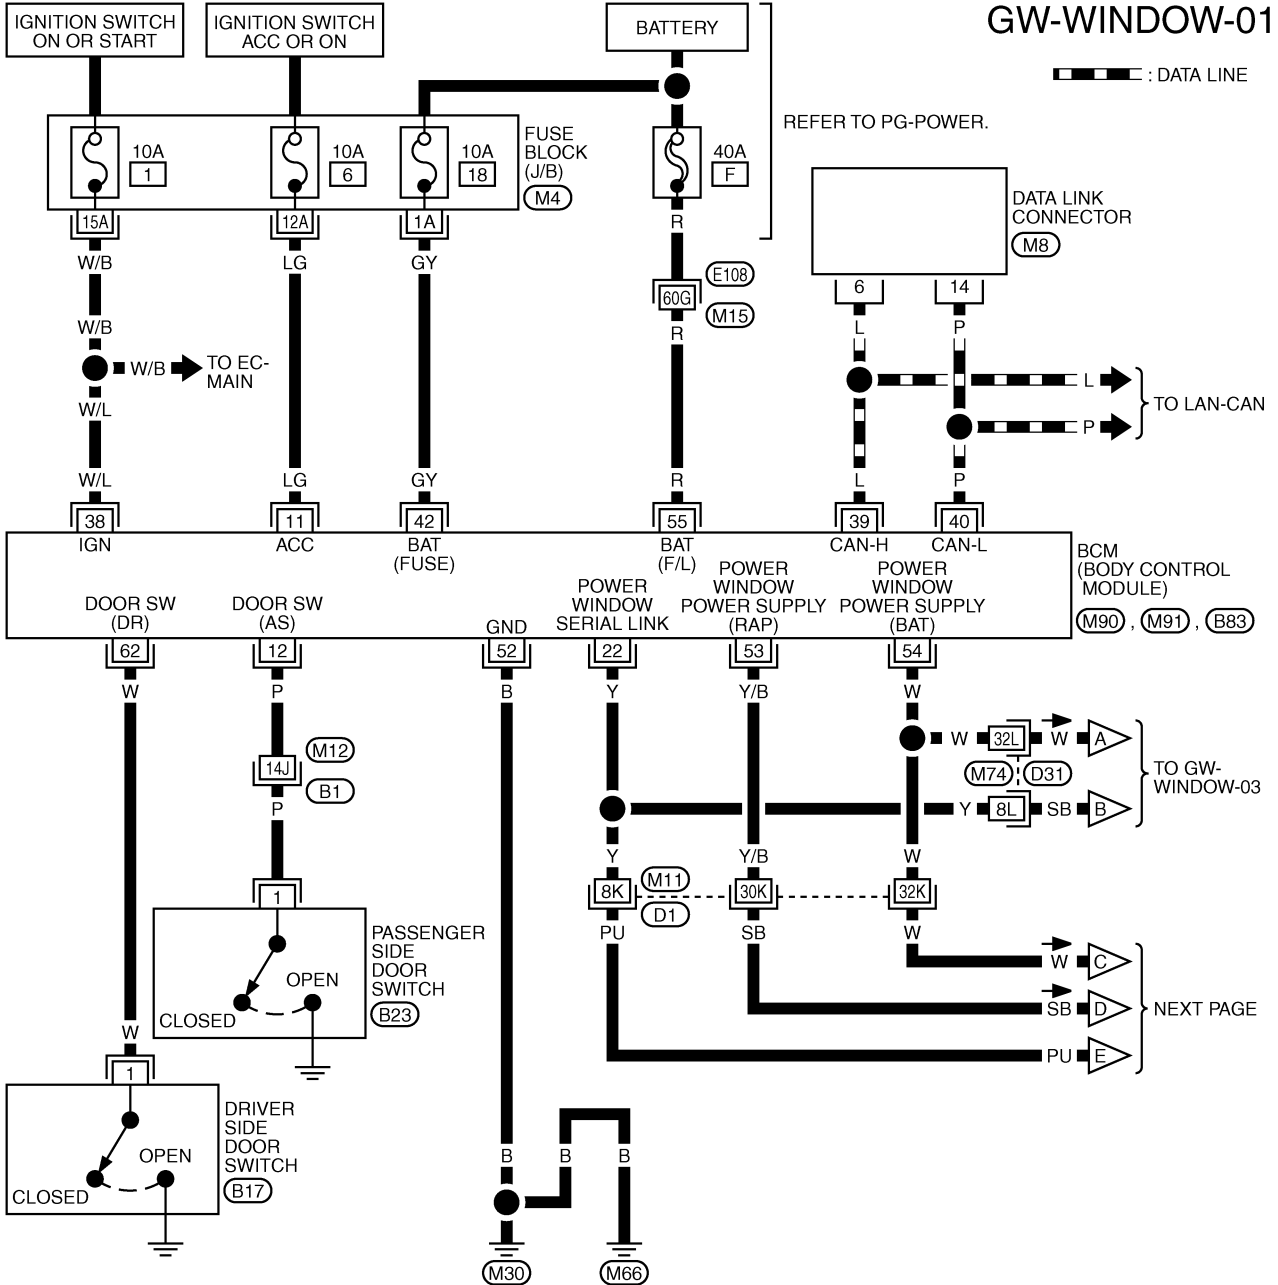 GW-WINDOW-01
IGNITION SWITCH
ON OR START
IGNITION SWITCH
ACC OR ON
BATTERY
: DATA LINE
REFER TO PG-POWER.
10A
1
10A
6
10A
18
FUSE
BLOCK
(J/B)
M4
40A
F
15A
12A
1A
R
DATA LINK
CONNECTOR
M8
W/B
LG
GY
E108
60G
M15
6
14
W/B
R
L
P
W/B
TO EC-
MAIN
L
P
TO LAN-CAN
W/L
W/L
LG
GY
R
L
P
38
11
42
55
39
40
IGN
ACC
BAT
(FUSE)
BAT
(F/L)
CAN-H
CAN-L
BCM
(BODY CONTROL
MODULE)
M90 , M91 , B83
DOOR SW
(DR)
DOOR SW
(AS)
GND
POWER
WINDOW
SERIAL LINK
POWER
WINDOW
POWER SUPPLY
(RAP)
POWER
WINDOW
POWER SUPPLY
(BAT)
62
12
52
22
53
54
W
P
B
Y
Y/B
W
M12
14J
B1
P
W
32L
W
A
M74
D31
Y
8L
SB
B
TO GW-
WINDOW-03
Y
Y/B
W
8K
M11
D1
30K
32K
PU
SB
W
1
PASSENGER
SIDE
DOOR
SWITCH
B23
OPEN
CLOSED
W
C
SB
D
PU
E
NEXT PAGE
W
1
DRIVER
SIDE
DOOR
SWITCH
B17
OPEN
CLOSED
B
B
B
M30
M66